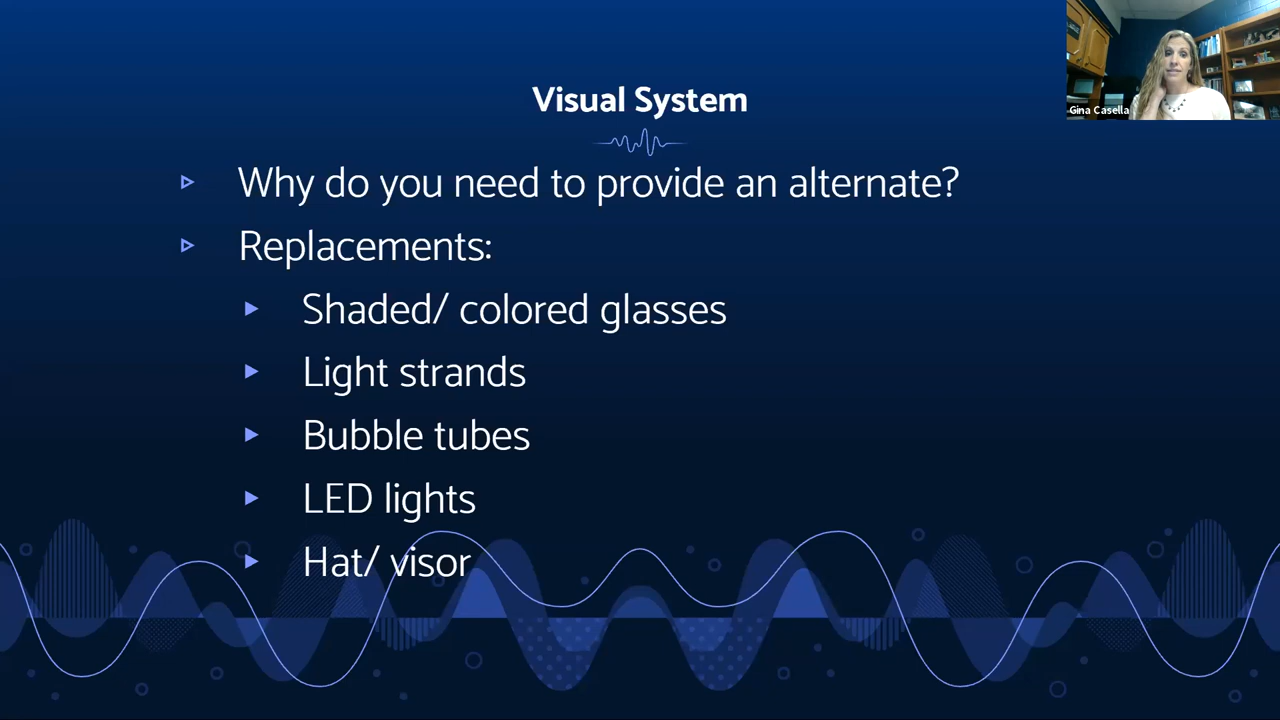 Visual System
Why do you need to provide an alternate?
Replacements:
Shaded/ colored glasses
Light strands
Bubble tubes
LED lights
Hat/ visor
Gina Casella